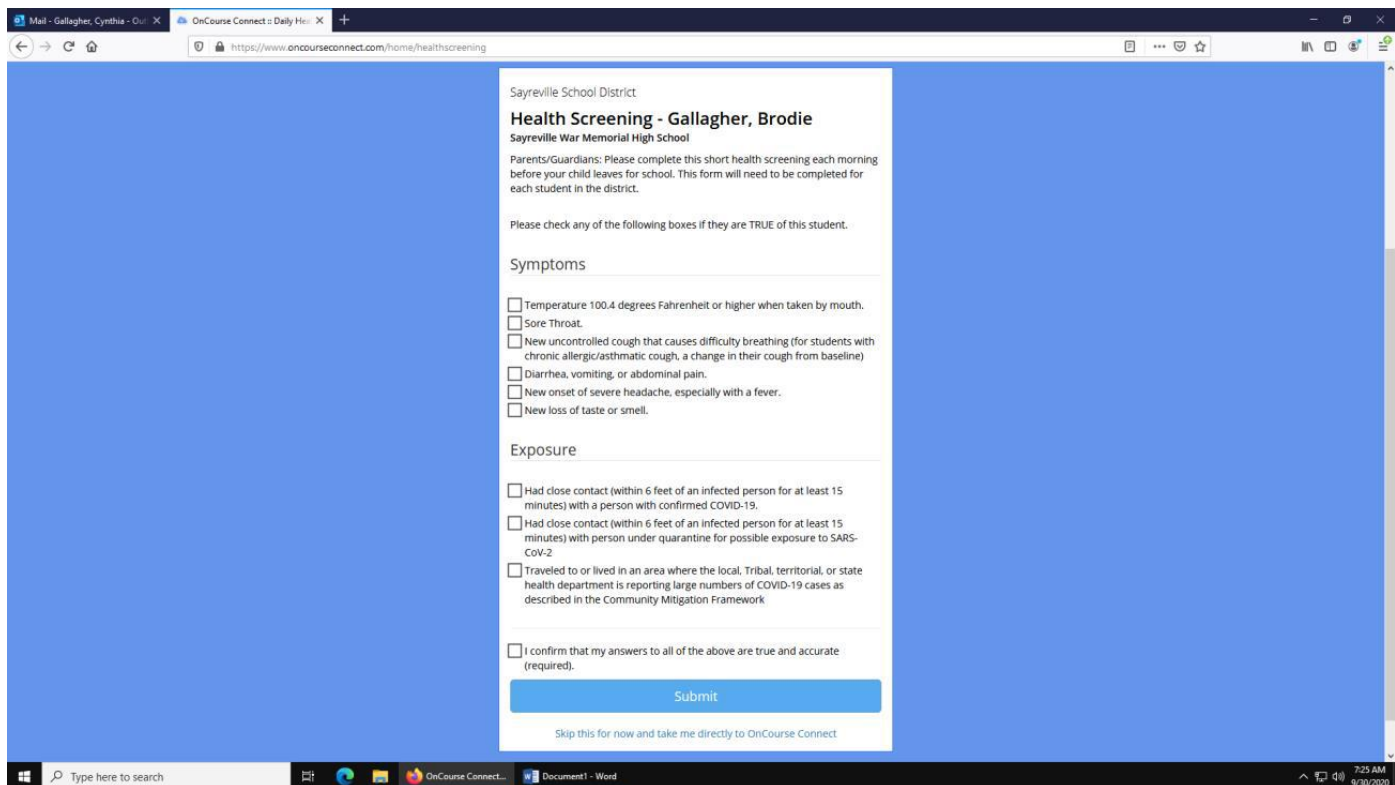 Mail - Gallagher, Cynthia - Out
OnCourse Connect :: Daily Hea
https://www.oncourseconnect.com/home/healthscreening
Sayreville School District
Health Screening - Gallagher, Brodie
Sayreville War Memorial High School
Parents/Guardians: Please complete this short health screening each morning
before your child leaves for school. This form will need to be completed for
each student in the district.
Please check any of the following boxes if they are TRUE of this student.
Symptoms
Temperature 100.4 degrees Fahrenheit or higher when taken by mouth.
Sore Throat.
New uncontrolled cough that causes difficulty breathing (for students with
chronic allergic/asthmatic cough, a change in their cough from baseline)
Diarrhea, vomiting, or abdominal pain.
New onset of severe headache, especially with a fever.
New loss of taste or smell.
Exposure
Had close contact (within 6 feet of an infected person for at least 15
minutes) with a person with confirmed COVID-19.
Had close contact (within 6 feet of an infected person for at least 15
minutes) with person under quarantine for possible exposure to SARS-
CoV-2
Traveled to or lived in an area where the local, Tribal, territorial, or state
health department is reporting large numbers of COVID-19 cases as
described in the Community Mitigation Framework
I confirm that my answers to all of the above are true and accurate
(required).
Submit
Skip this for now and take me directly to OnCourse Connect
Type here to search
OnCourse Connect...
Document1 - Word
7:25 AM
9/30/2020